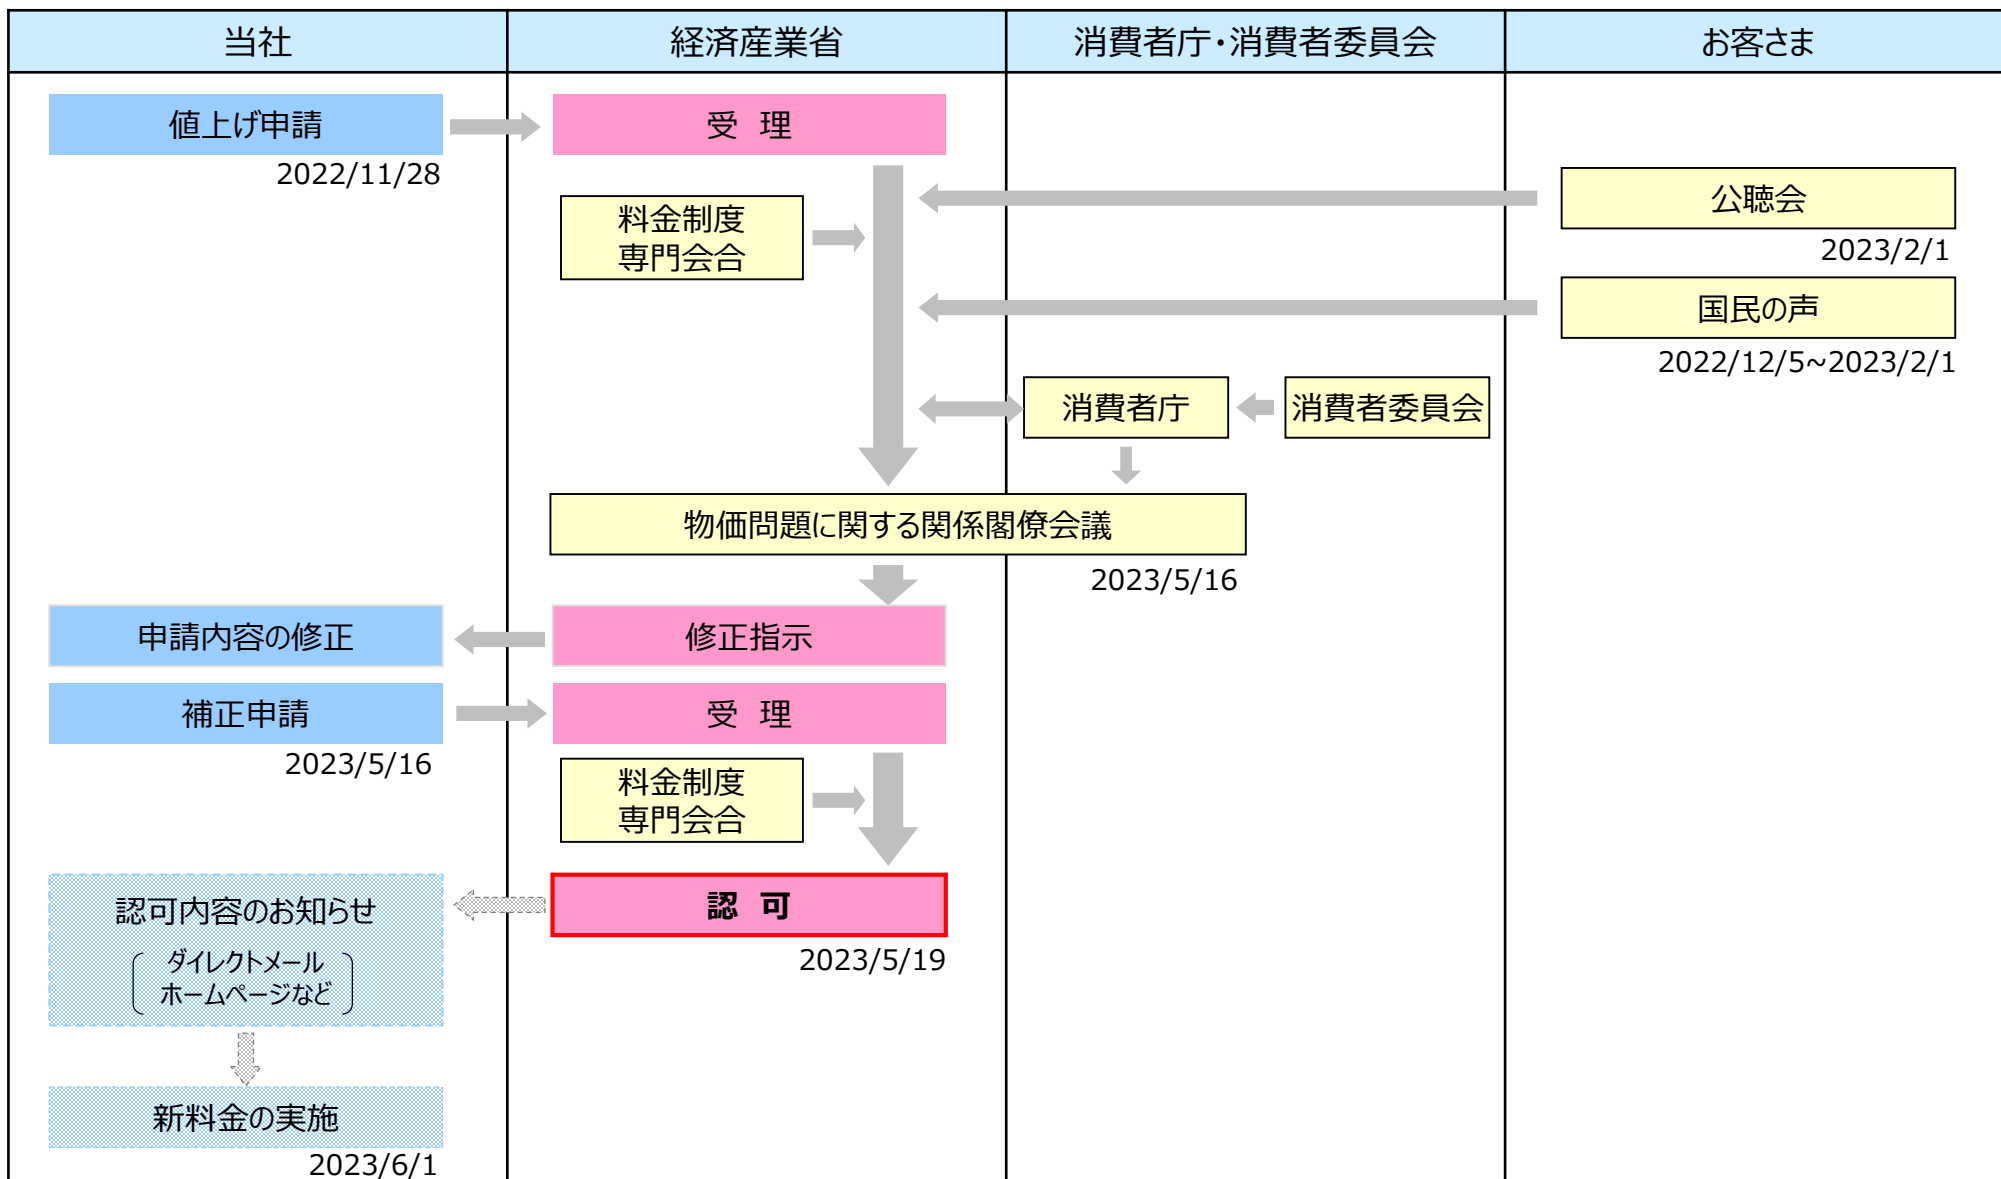 当社
経済産業省
消費者庁・消費者委員会
お客さま
値上げ申請
2022/11/28
受 理
料金制度
専門会合
公聴会
2023/2/1
国民の声
2022/12/5~2023/2/1
消費者庁
消費者委員会
物価問題に関する関係閣僚会議
2023/5/16
申請内容の修正
修正指示
補正申請
2023/5/16
受 理
料金制度
専門会合
認可内容のお知らせ
ダイレクトメール
ホームページなど
認 可
2023/5/19
新料金の実施
2023/6/1